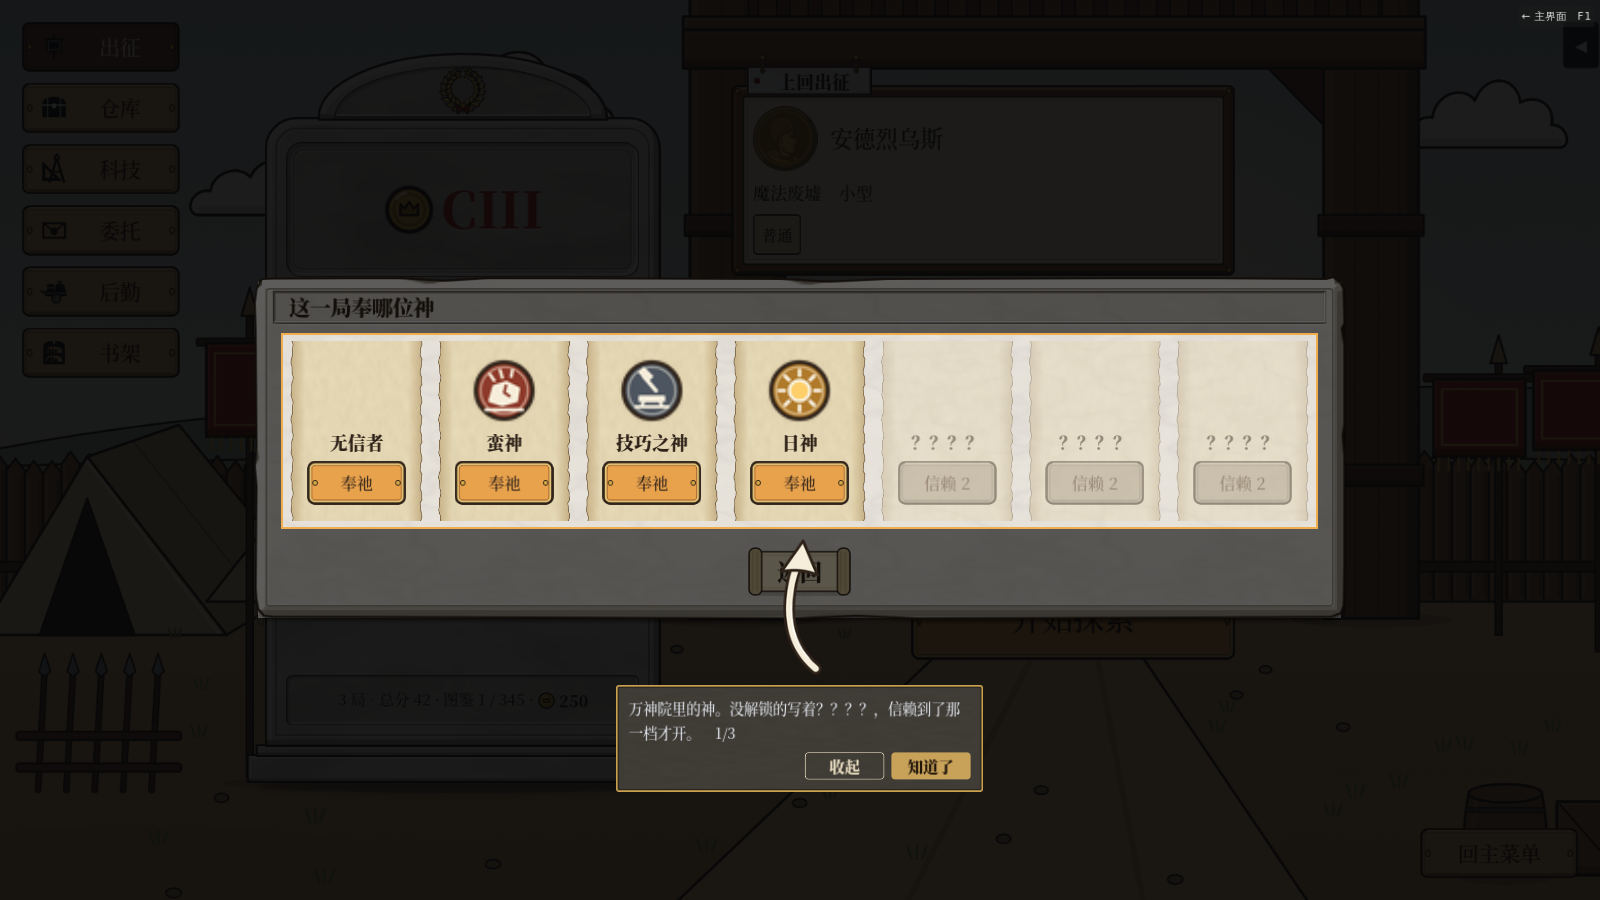 ← 主界面 F1
出征
仓库
科技
委托
后勤
书架
CIII
上回出征
安德烈乌斯
魔法废墟 小型
普通
这一局奉哪位神
无信者
奉祂
蛮神
奉祂
技巧之神
奉祂
日神
奉祂
????
信赖 2
????
信赖 2
????
信赖 2
开始探索
3 局 · 总分 42 · 图鉴 1 / 345 · 250
万神院里的神。没解锁的写着????，信赖到了那
一档才开。 1/3
收起
知道了
回主菜单